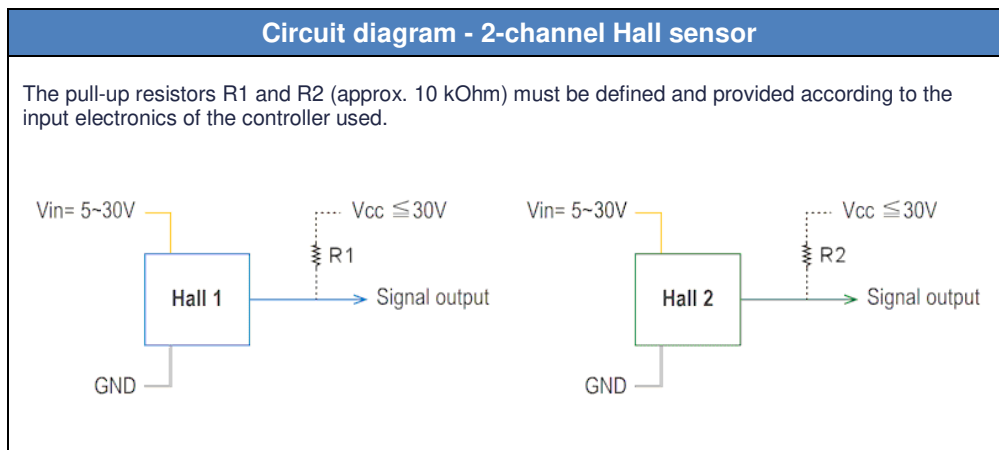 Circuit diagram - 2-channel Hall sensor
The pull-up resistors R1 and R2 (approx. 10 kOhm) must be defined and provided according to the
input electronics of the controller used.
Vin= 5~30V
Vcc ≦30V
R1
Hall 1
Signal output
GND
Vin= 5~30V
Vcc ≦30V
R2
Hall 2
Signal output
GND